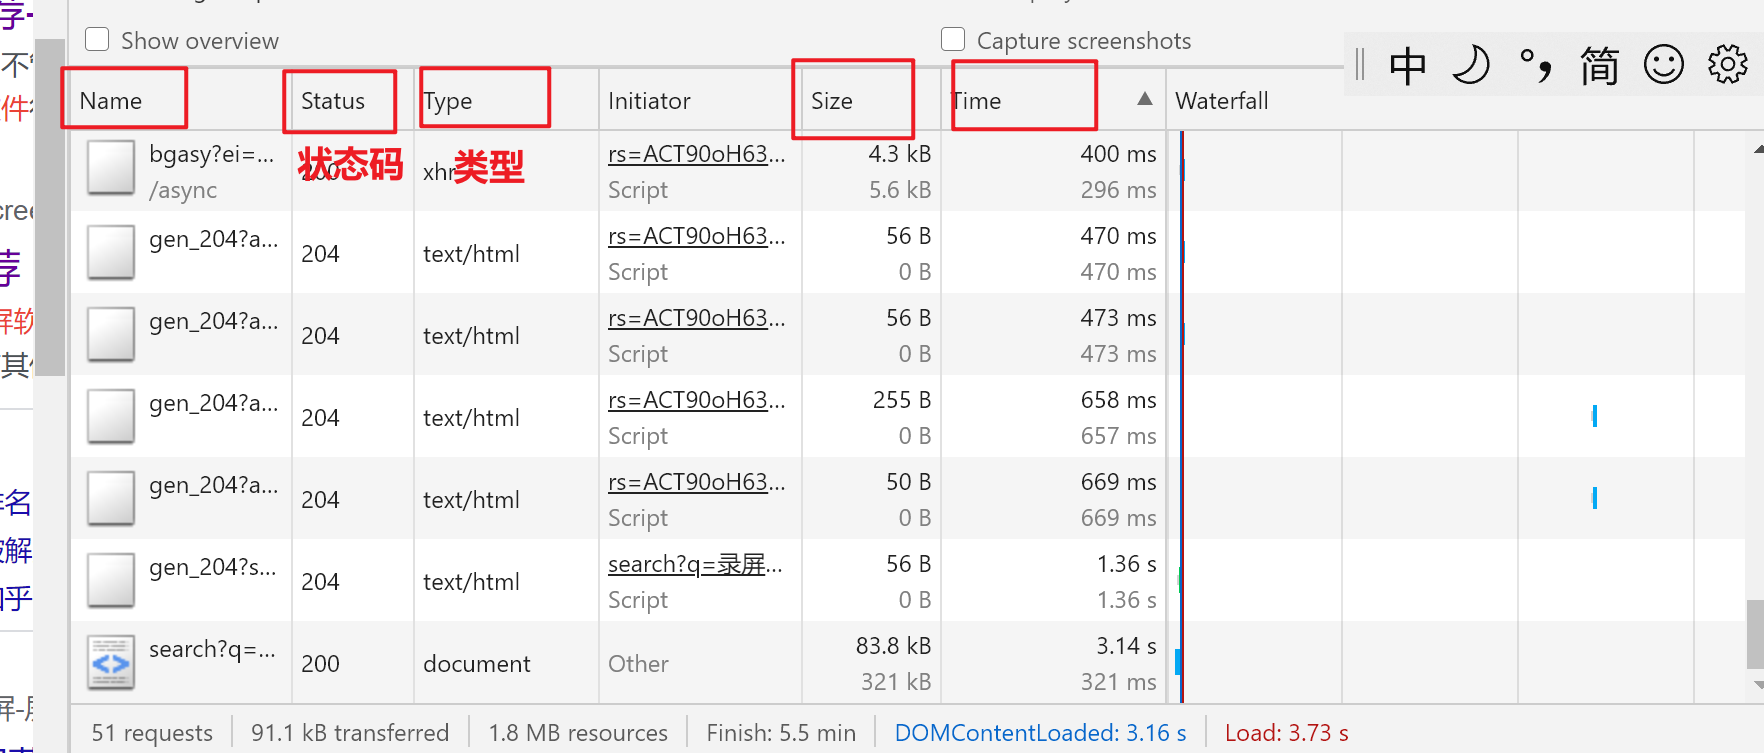 Show overview
Capture screenshots
中 简
Name Status Type Initiator Size Time Waterfall
bgasy?ei=... 状态码 xhr 类型 rs=ACT90oH63... 4.3 kB 400 ms
/async Script 5.6 kB 296 ms
gen_204?a... 204 text/html rs=ACT90oH63... 56 B 470 ms
Script 0 B 470 ms
gen_204?a... 204 text/html rs=ACT90oH63... 56 B 473 ms
Script 0 B 473 ms
gen_204?a... 204 text/html rs=ACT90oH63... 255 B 658 ms
Script 0 B 657 ms
gen_204?a... 204 text/html rs=ACT90oH63... 50 B 669 ms
Script 0 B 669 ms
gen_204?s... 204 text/html search?q=录屏... 56 B 1.36 s
Script 0 B 1.36 s
search?q=... 200 document Other 83.8 kB 3.14 s
321 kB 321 ms
51 requests 91.1 kB transferred 1.8 MB resources Finish: 5.5 min DOMContentLoaded: 3.16 s Load: 3.73 s